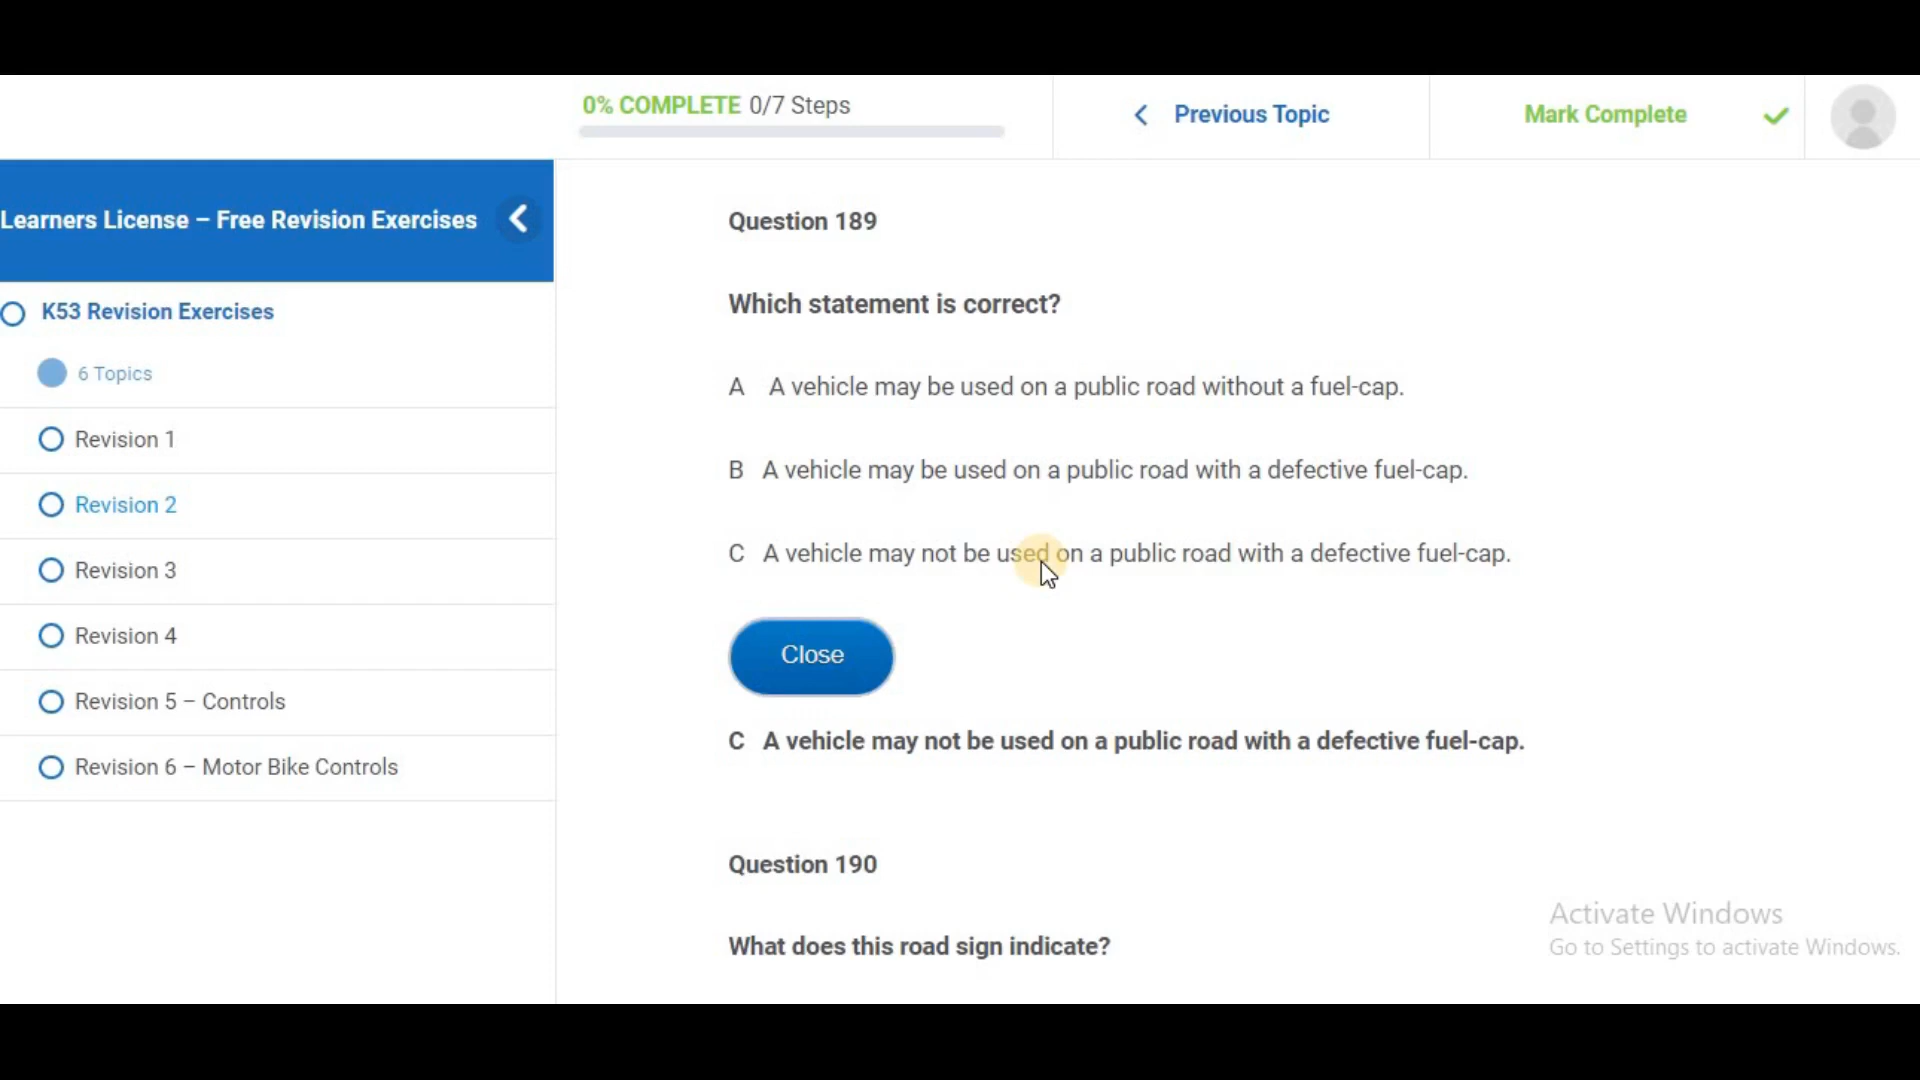 0% COMPLETE 0/7 Steps
Previous Topic
Mark Complete
Learners License – Free Revision Exercises
K53 Revision Exercises
6 Topics
Revision 1
Revision 2
Revision 3
Revision 4
Revision 5 – Controls
Revision 6 – Motor Bike Controls
Question 189
Which statement is correct?
A A vehicle may be used on a public road without a fuel-cap.
B A vehicle may be used on a public road with a defective fuel-cap.
C A vehicle may not be used on a public road with a defective fuel-cap.
Close
C A vehicle may not be used on a public road with a defective fuel-cap.
Question 190
What does this road sign indicate?
Activate Windows
Go to Settings to activate Windows.